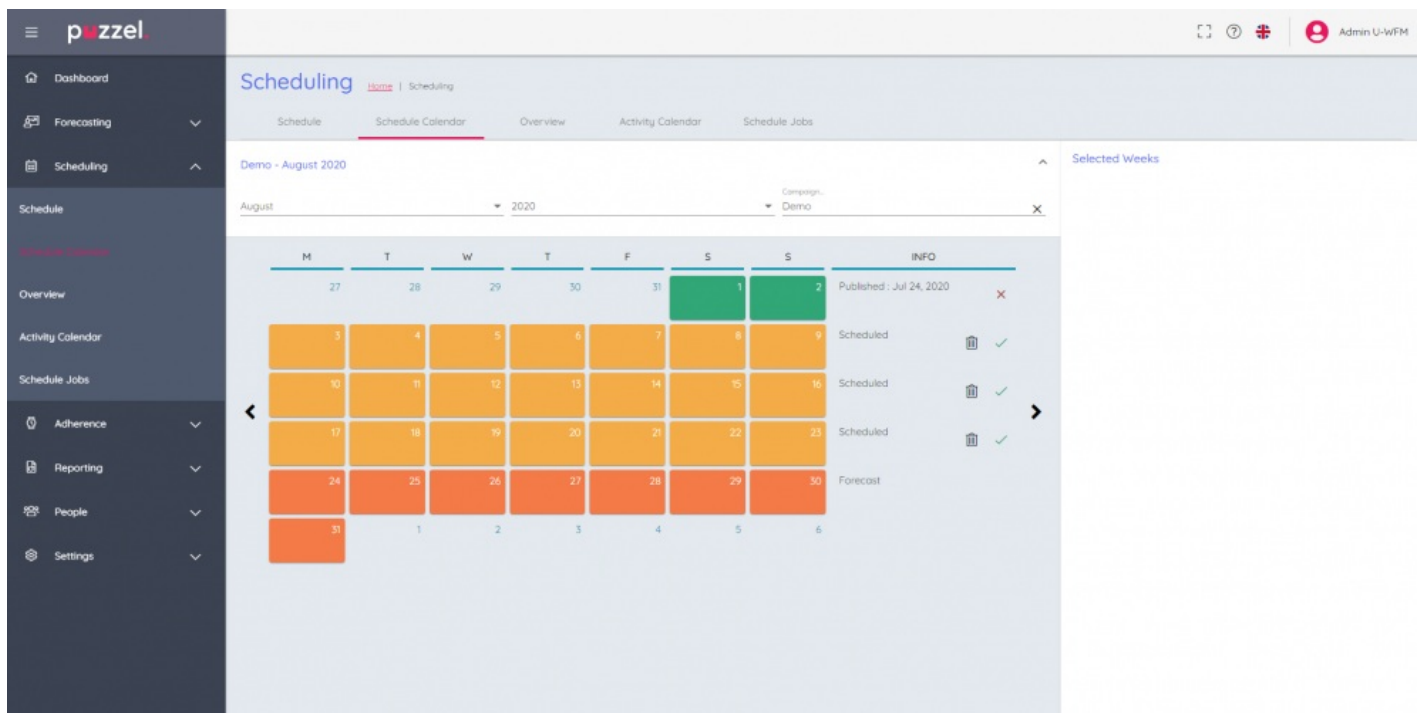 puzzel.
Admin U-WFM
Dashboard
Forecasting
Scheduling
Schedule
Overview
Activity Calendar
Schedule Jobs
Adherence
Reporting
People
Settings
Scheduling Home | Scheduling
Schedule Schedule Calendar Overview Activity Calendar Schedule Jobs
Demo - August 2020
Selected Weeks
Campaign...
August 2020 Demo
M T W T F S S INFO
27 28 29 30 31 1 2 Published : Jul 24, 2020
3 4 5 6 7 8 9 Scheduled
10 11 12 13 14 15 16 Scheduled
17 18 19 20 21 22 23 Scheduled
24 25 26 27 28 29 30 Forecast
31 1 2 3 4 5 6